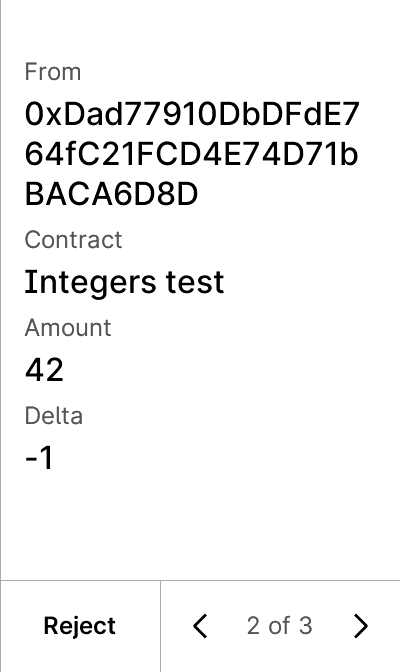 From
0xDad77910DbDFdE7
64fC21FCD4E74D71b
BACA6D8D
Contract
Integers test
Amount
42
Delta
-1
Reject
2 of 3